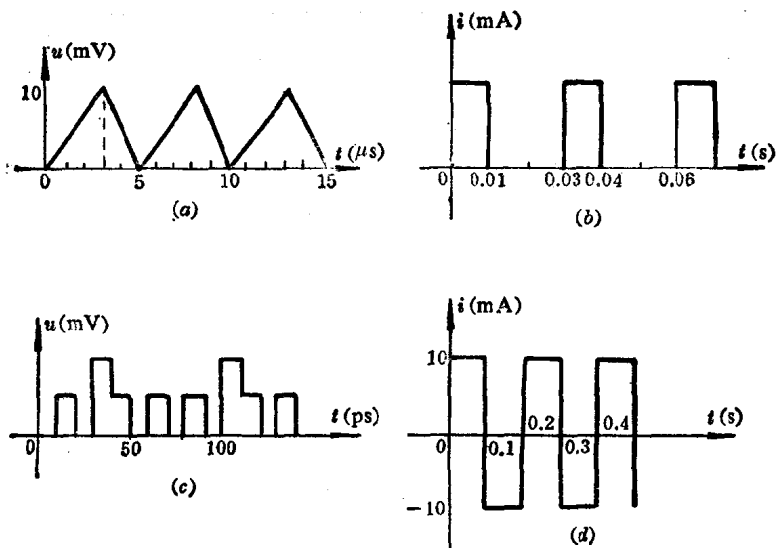 u(mV)
10
0 5 10 15
t(μs)
(a)
i(mA)
0 0.01 0.03 0.04 0.06
t(s)
(b)
u(mV)
0 50 100
t(ps)
(c)
i(mA)
10
0.2 0.4 t(s)
0 0.1 0.3
-10
(d)